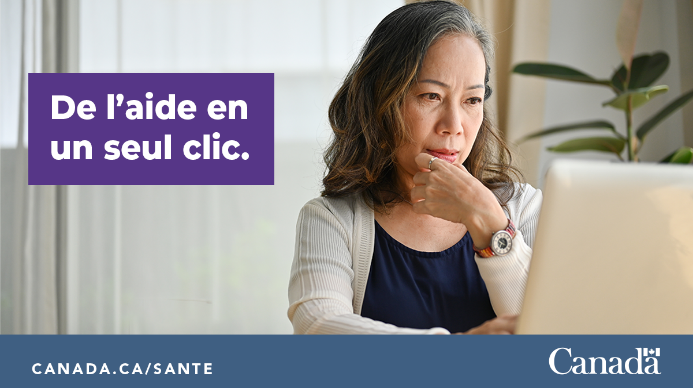 De l’aide en
un seul clic.
CANADA.CA/SANTE
Canada